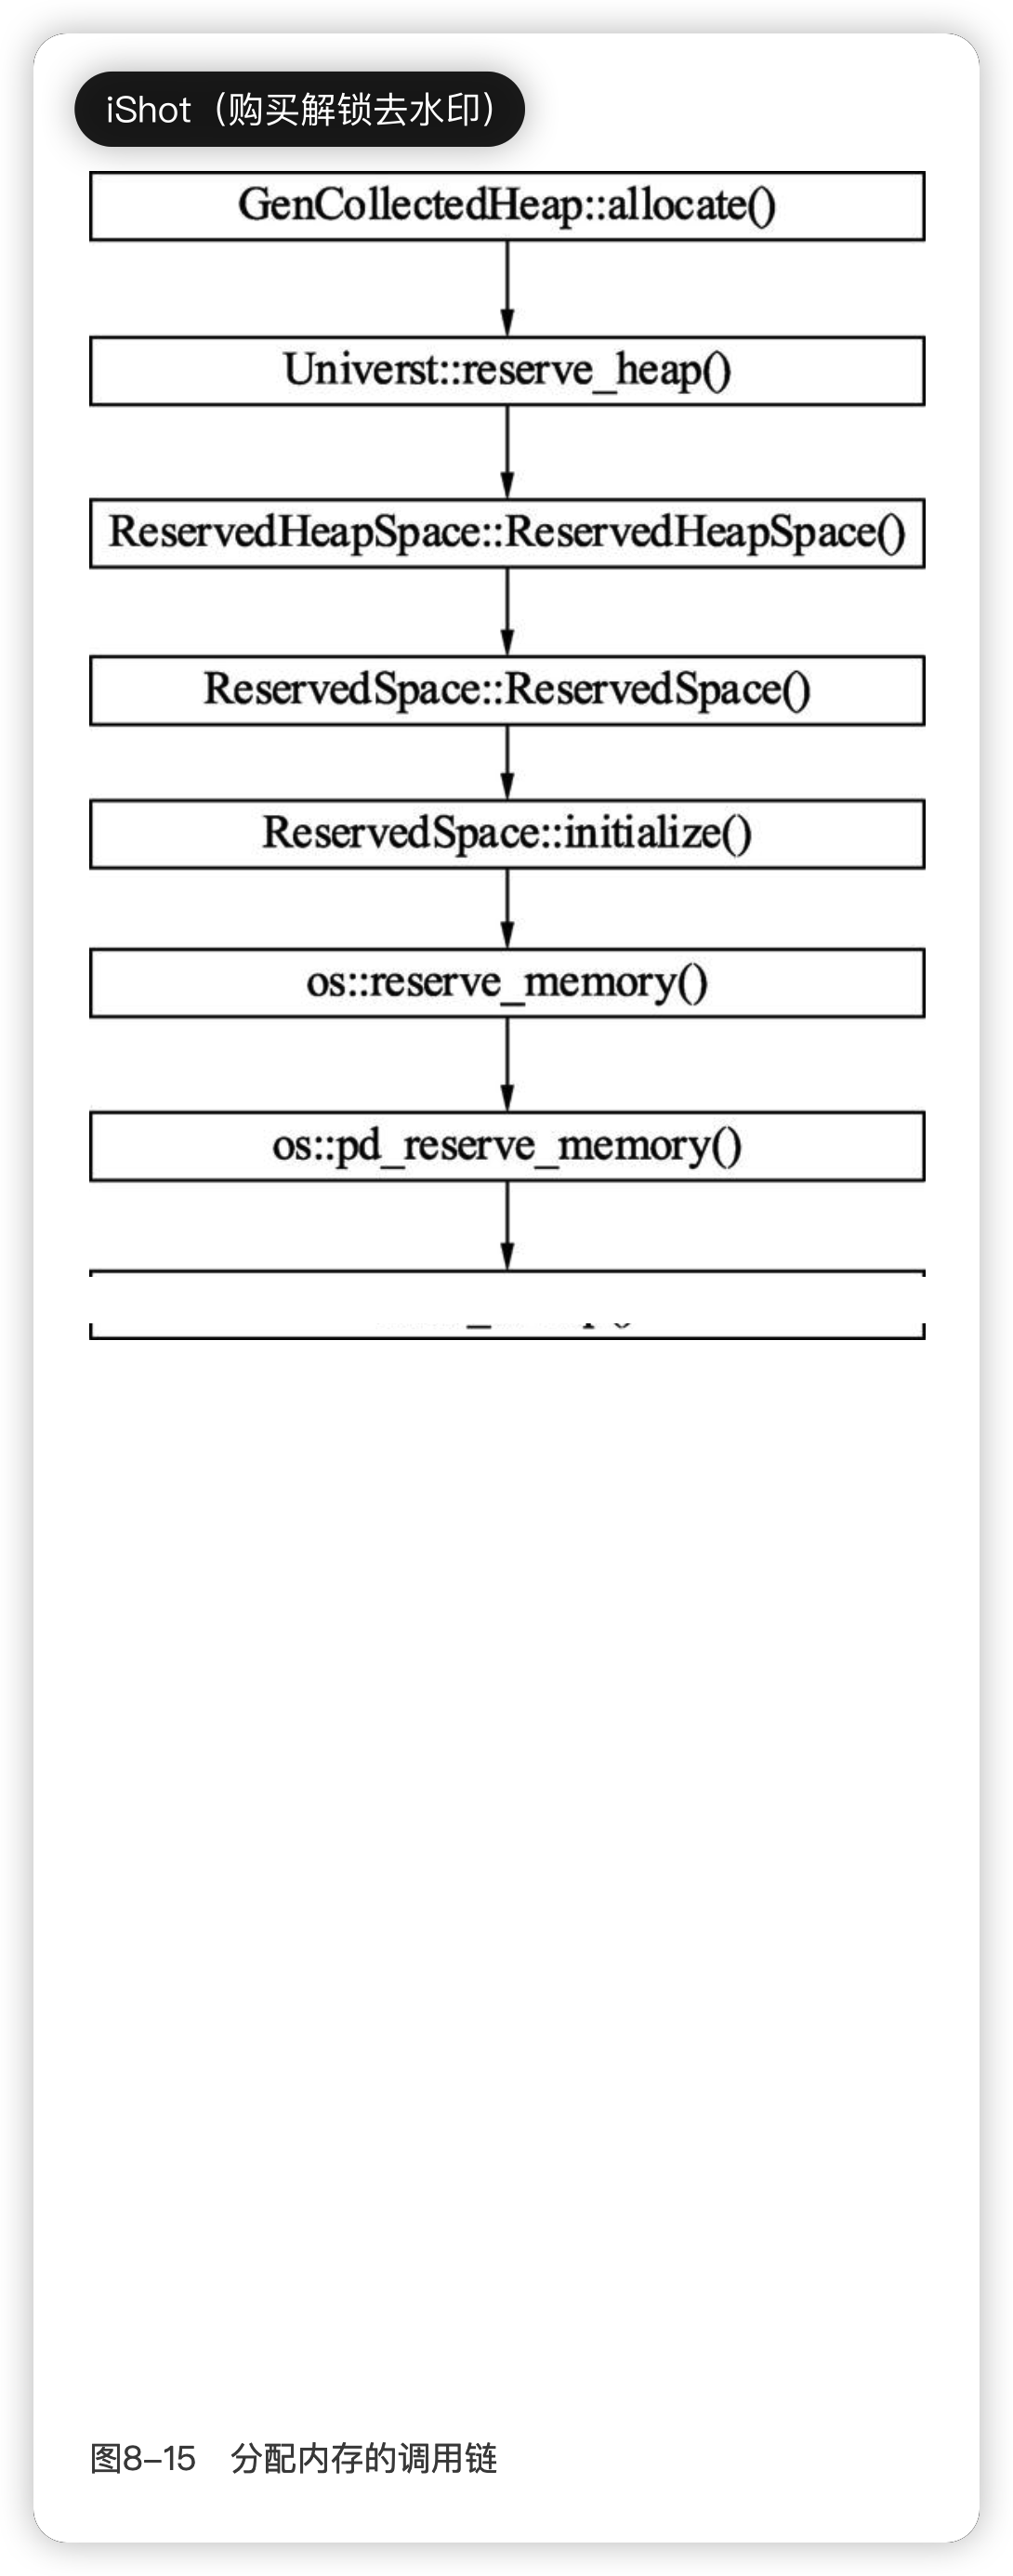 iShot（购买解锁去水印）
GenCollectedHeap::allocate()
Universt::reserve_heap()
ReservedHeapSpace::ReservedHeapSpace()
ReservedSpace::ReservedSpace()
ReservedSpace::initialize()
os::reserve_memory()
os::pd_reserve_memory()
图8–15 分配内存的调用链